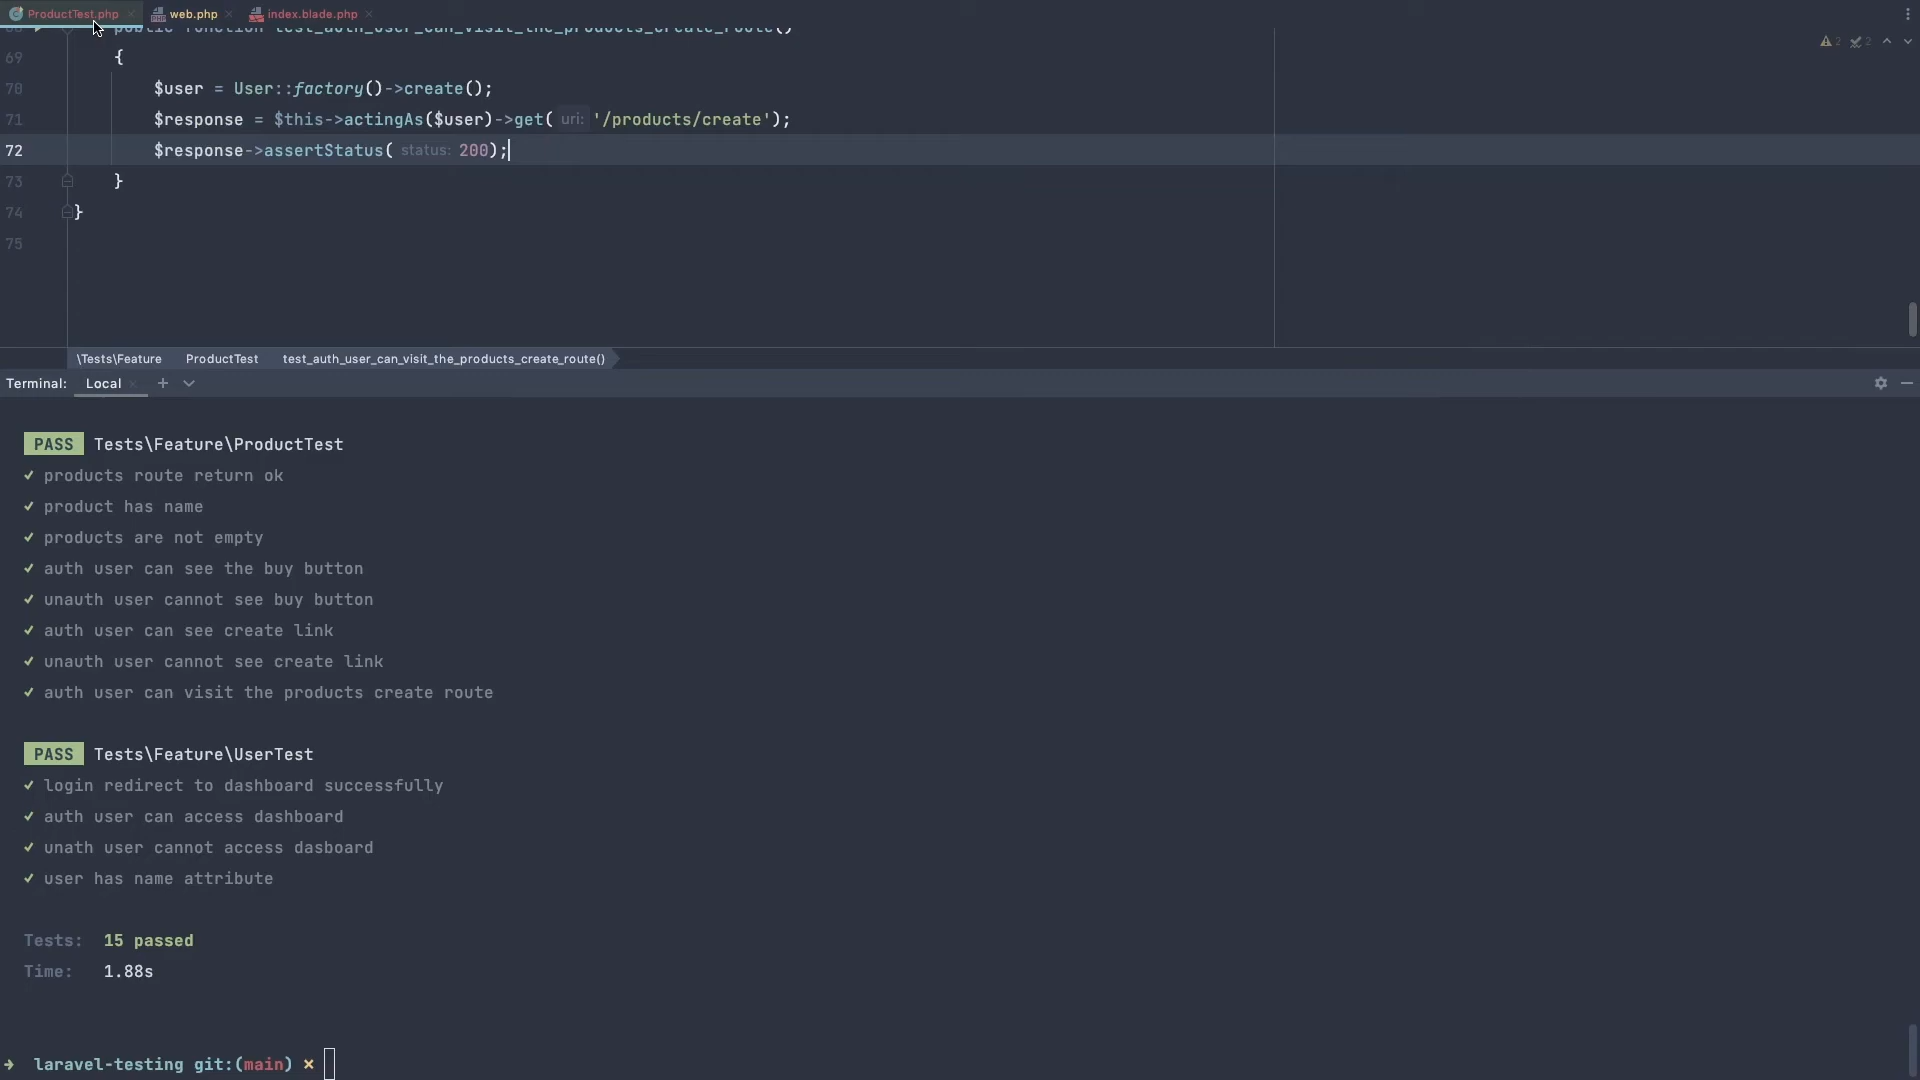 ProductTest.php web.php index.blade.php
68 public function test_auth_user_can_visit_the_products_create_route()
69 {
70 $user = User::factory()->create();
71 $response = $this->actingAs($user)->get( uri: '/products/create');
72 $response->assertStatus( status: 200);
73 }
74 }
75
2 2
\Tests\Feature ProductTest test_auth_user_can_visit_the_products_create_route()
Terminal: Local
PASS Tests\Feature\ProductTest
✓ products route return ok
✓ product has name
✓ products are not empty
✓ auth user can see the buy button
✓ unauth user cannot see buy button
✓ auth user can see create link
✓ unauth user cannot see create link
✓ auth user can visit the products create route
PASS Tests\Feature\UserTest
✓ login redirect to dashboard successfully
✓ auth user can access dashboard
✓ unath user cannot access dasboard
✓ user has name attribute
Tests: 15 passed
Time: 1.88s
➜ laravel-testing git:(main) ✗